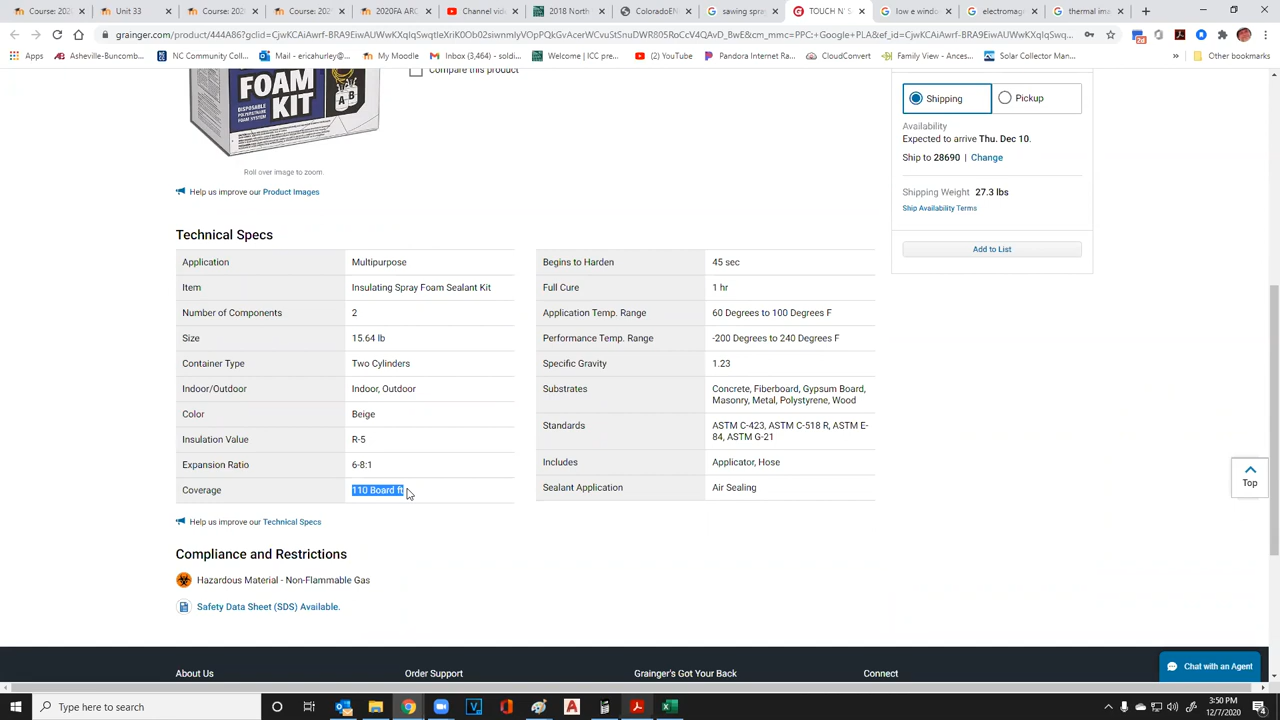 Course: 202
Unit 33
Course: 202
Course: 202
2020FA ARC
Channel vide
2018 North
ColoradoEN
sawing spray
TOUCH N' S
low e windo
electromag
thermal ima
grainger.com/product/444A86?gclid=CjwKCAiAwrf-BRA9EiwAUWwKXqIqSwqtIeXriK0Ob02siwnmIyVOpPQkGvAcerWCvuStSnuDWR805RoCcV4QAvD_BwE&cm_mmc=PPC:+Google+PLA&ef_id=CjwKCAiAwrf-BRA9EiwAUWwKXqIqSwq...
Apps
Asheville-Buncomb...
NC Community Coll...
Mail - ericahurley@...
My Moodle
Inbox (3,464) - soldi...
Welcome | ICC pre...
(2) YouTube
Pandora Internet Ra...
CloudConvert
Family View - Ances...
Solar Collector Man...
»
Other bookmarks
FOAM
KIT
DISPOSABLE
POLYURETHANE
FOAM SYSTEM
A B
Compare this product
Roll over image to zoom.
Help us improve our Product Images
Shipping
Pickup
Availability
Expected to arrive Thu. Dec 10.
Ship to 28690 | Change
Shipping Weight 27.3 lbs
Ship Availability Terms
Add to List
Technical Specs
Application Multipurpose
Item Insulating Spray Foam Sealant Kit
Number of Components 2
Size 15.64 lb
Container Type Two Cylinders
Indoor/Outdoor Indoor, Outdoor
Color Beige
Insulation Value R-5
Expansion Ratio 6-8:1
Coverage 110 Board ft
Begins to Harden 45 sec
Full Cure 1 hr
Application Temp. Range 60 Degrees to 100 Degrees F
Performance Temp. Range -200 Degrees to 240 Degrees F
Specific Gravity 1.23
Substrates Concrete, Fiberboard, Gypsum Board,
Masonry, Metal, Polystyrene, Wood
Standards ASTM C-423, ASTM C-518 R, ASTM E-
84, ASTM G-21
Includes Applicator, Hose
Sealant Application Air Sealing
Help us improve our Technical Specs
Top
Compliance and Restrictions
Hazardous Material - Non-Flammable Gas
Safety Data Sheet (SDS) Available.
About Us
Order Support
Grainger's Got Your Back
Connect
Chat with an Agent
Type here to search
3:50 PM
12/7/2020